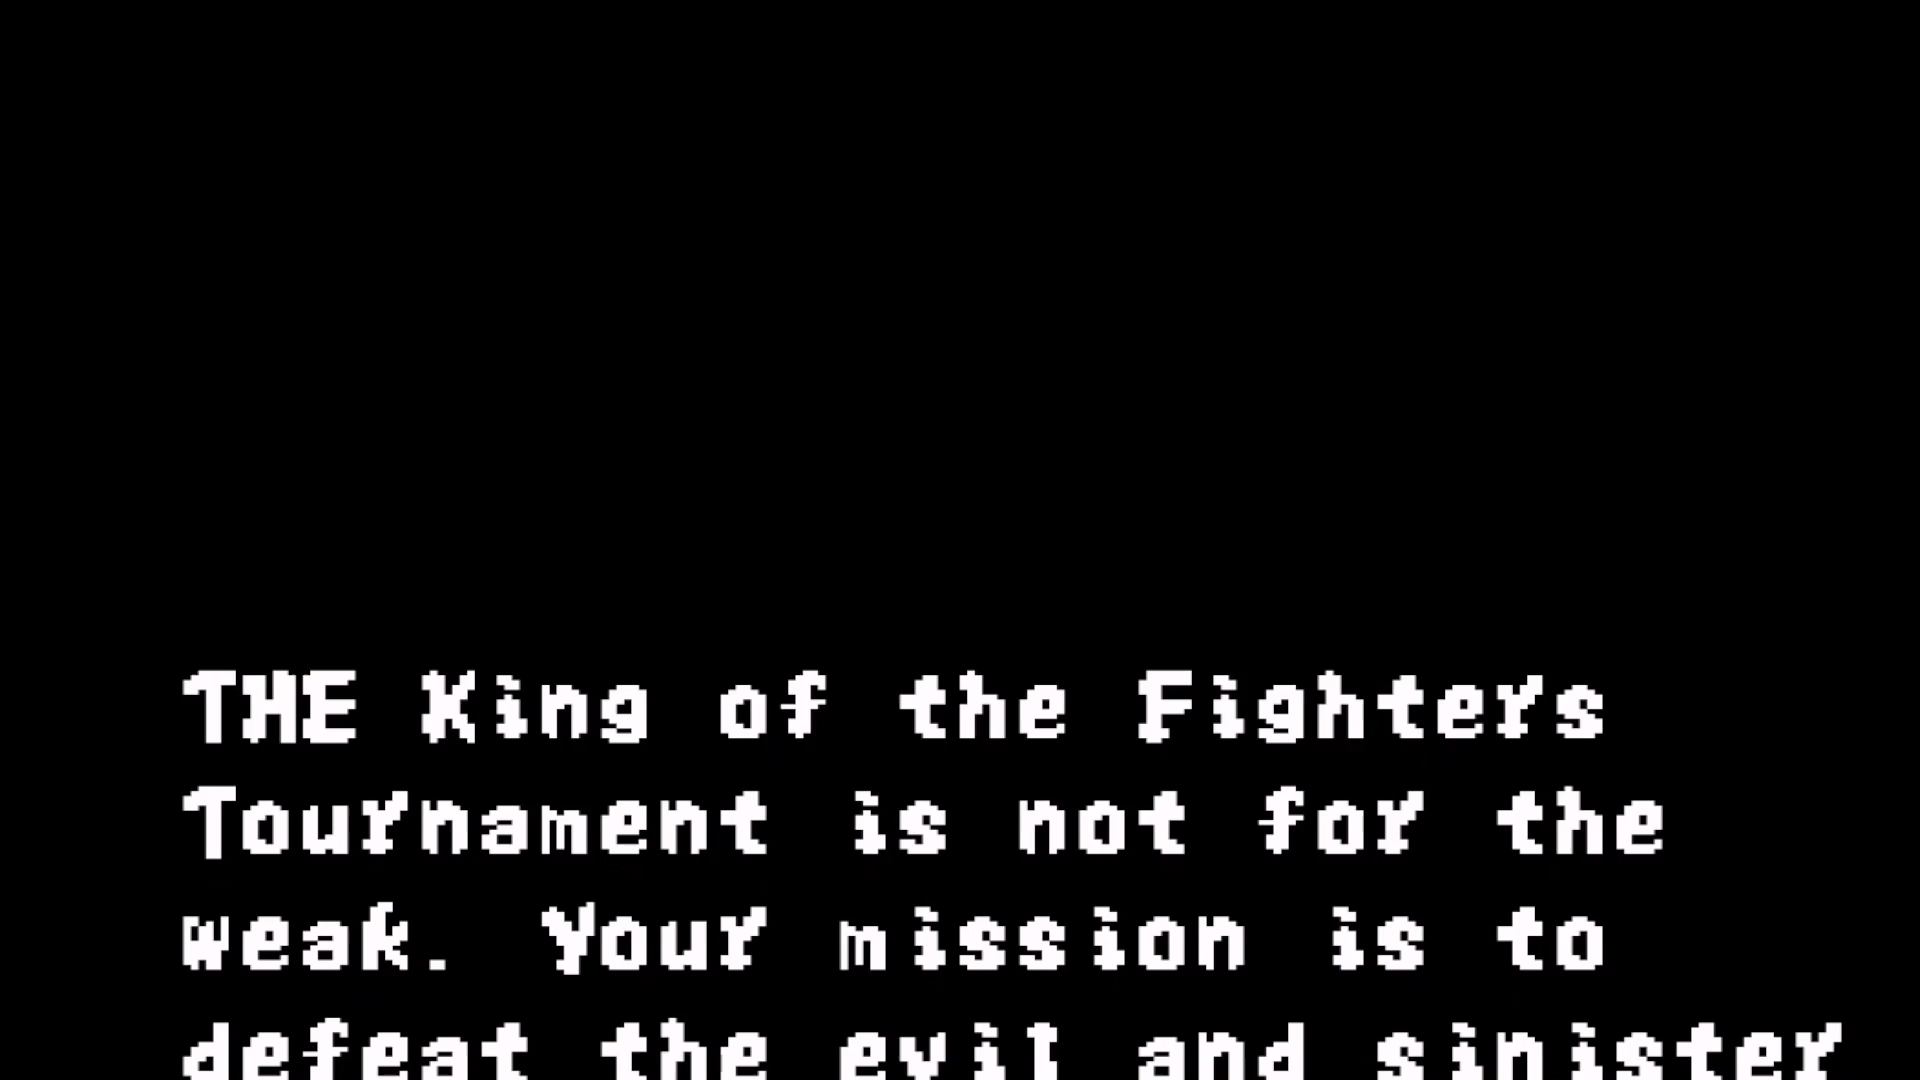 THE King of the Fighters
Tournament is not for the
weak. Your mission is to
defeat the evil and sinister